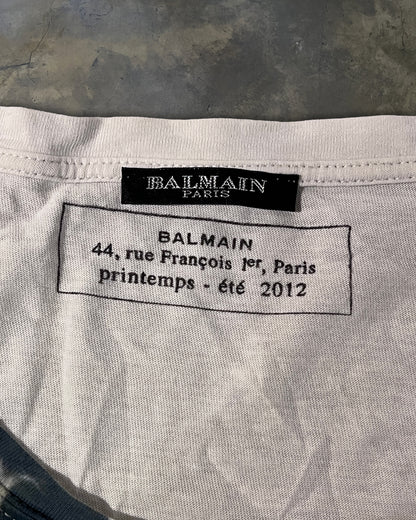 BALMAIN
PARIS
BALMAIN
44, rue François 1er, Paris
printemps - été 2012